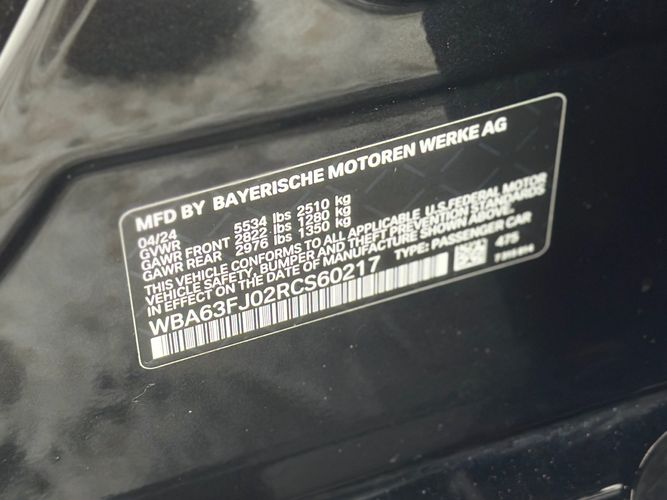 MFD BY BAYERISCHE MOTOREN WERKE AG
04/24
GVWR 5534 lbs 2510 kg
GAWR FRONT 2822 lbs 1280 kg
GAWR REAR 2976 lbs 1350 kg
THIS VEHICLE CONFORMS TO ALL APPLICABLE U.S.FEDERAL MOTOR
VEHICLE SAFETY, BUMPER AND THEFT PREVENTION STANDARDS
IN EFFECT ON THE DATE OF MANUFACTURE SHOWN ABOVE.
WBA63FJ02RCS60217 TYPE: PASSENGER CAR
475